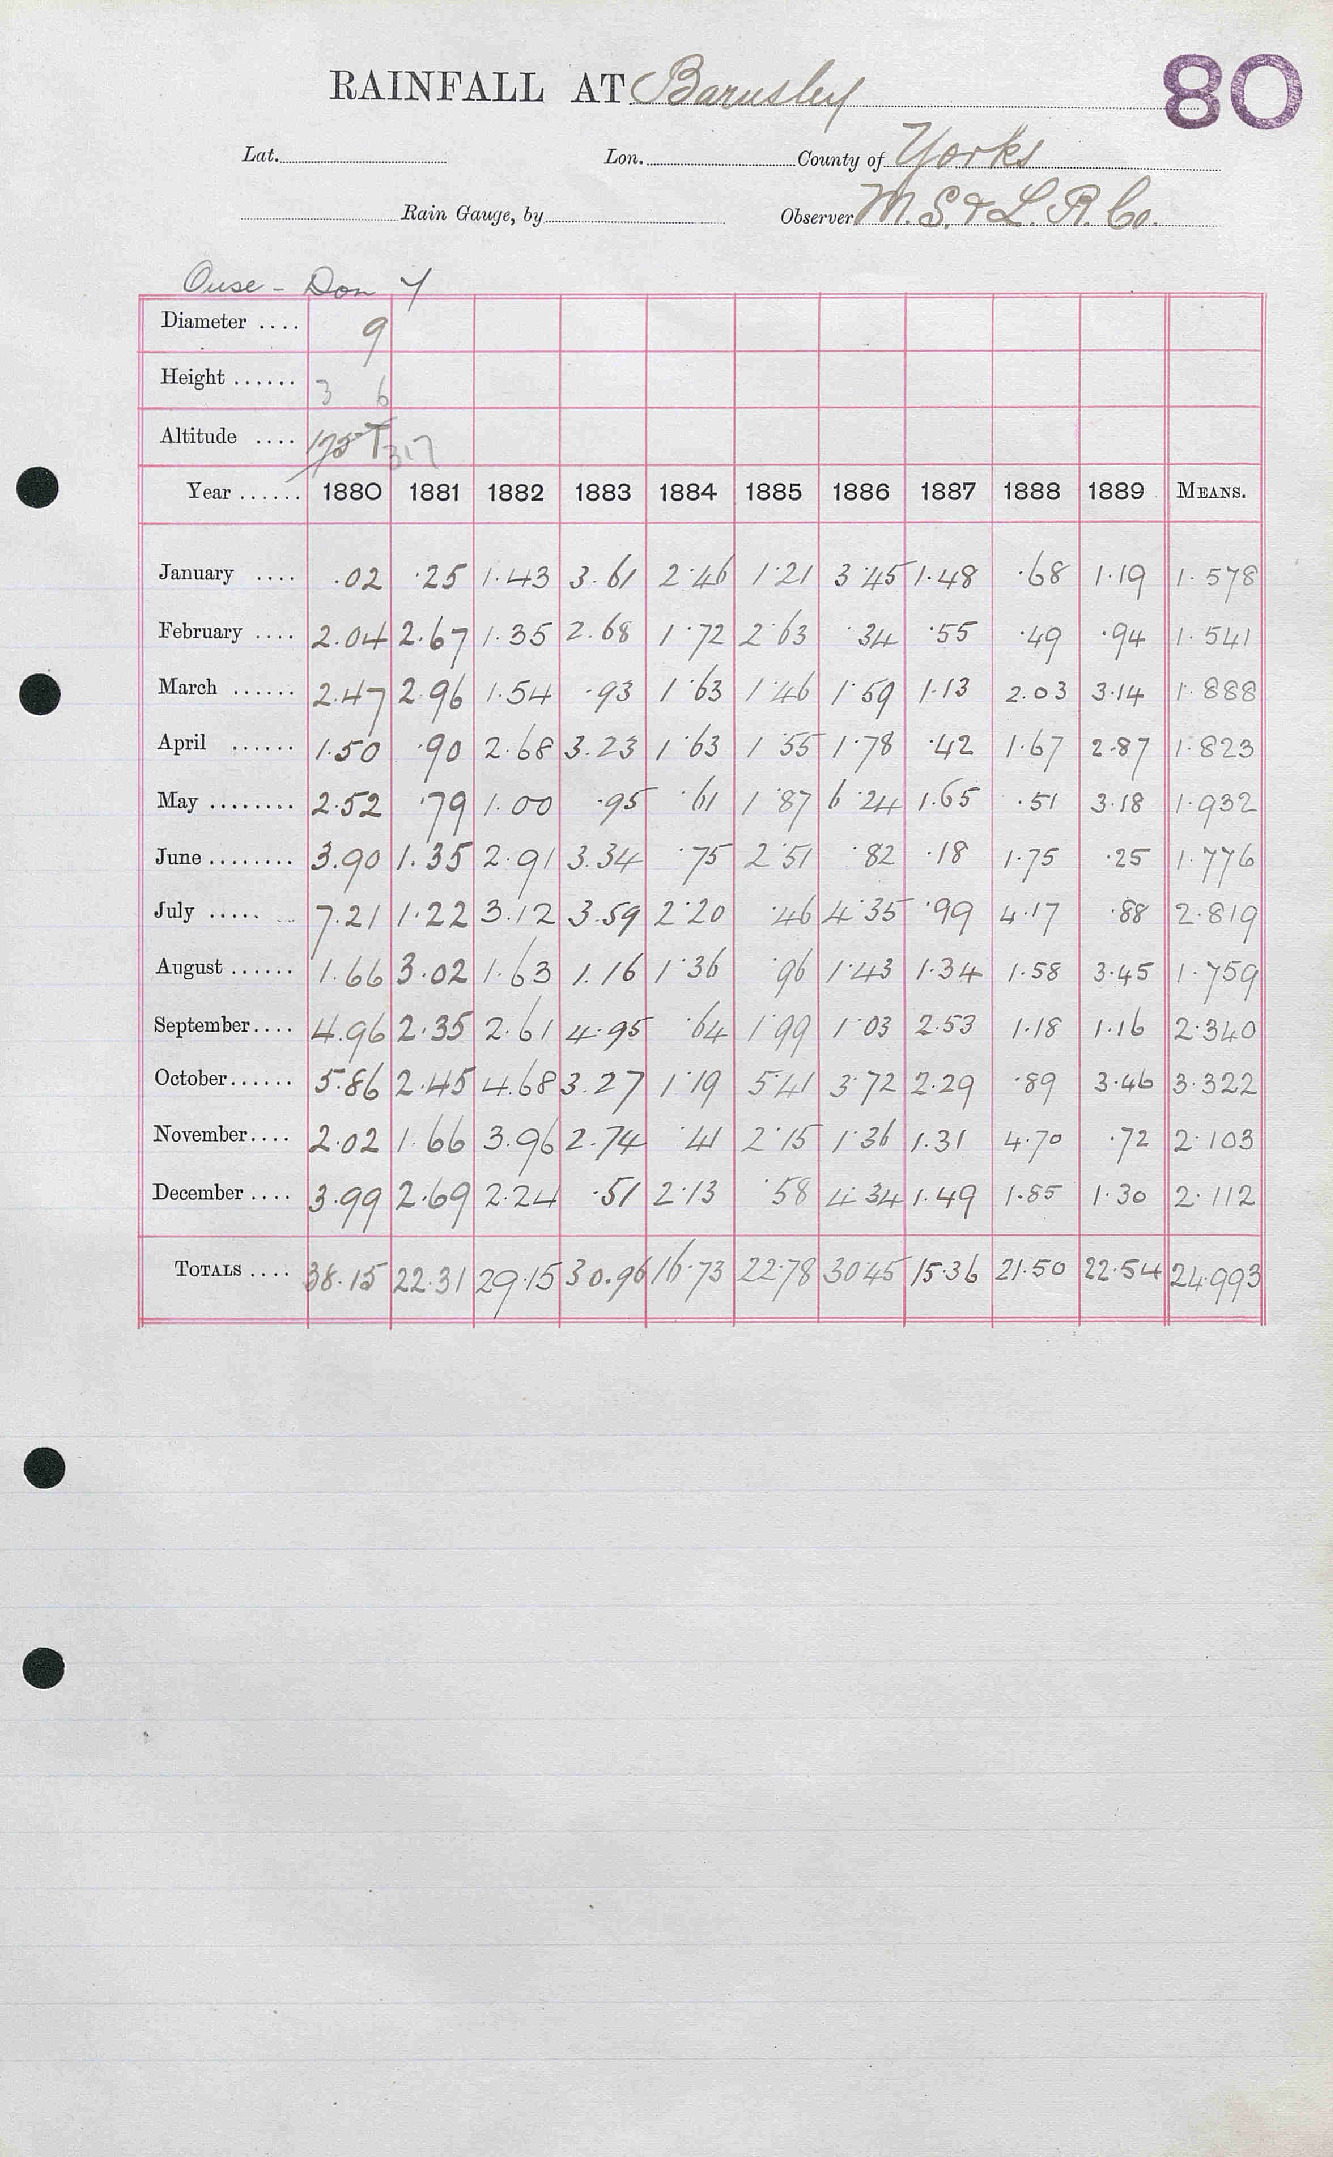 RAINFALL AT Barnsley 80
Lat. Lon. County of Yorks
Rain Gauge, by Observer M. S. & L. R. Co.
Ouse - Don Y
Diameter .... 9
Height ...... 3 6
Altitude .... 175 T 317
Year ...... 1880 1881 1882 1883 1884 1885 1886 1887 1888 1889 MEANS.
January .... .02 .25 1.43 3.61 2.46 1.21 3.45 1.48 .68 1.19 1.578
February .... 2.04 2.67 1.35 2.68 1.72 2.63 .34 .55 .49 .94 1.541
March ...... 2.47 2.96 1.54 .93 1.63 1.46 1.59 1.13 2.03 3.14 1.888
April ...... 1.50 .90 2.68 3.23 1.63 1.55 1.78 .42 1.67 2.87 1.823
May ........ 2.52 .79 1.00 .95 .61 1.87 6.24 1.65 .51 3.18 1.932
June ........ 3.90 1.35 2.91 3.34 .75 2.51 .82 .18 1.75 .25 1.776
July ........ 7.21 1.22 3.12 3.59 2.20 .46 4.35 .99 4.17 .88 2.819
August ...... 1.66 3.02 1.63 1.16 1.36 .96 1.43 1.34 1.58 3.45 1.759
September .... 4.96 2.35 2.61 4.95 .64 1.99 1.03 2.53 1.18 1.16 2.340
October ...... 5.86 2.45 4.68 3.27 1.19 5.41 3.72 2.29 .89 3.46 3.322
November .... 2.02 1.66 3.96 2.74 .41 2.15 1.36 1.31 4.70 .72 2.103
December .... 3.99 2.69 2.24 .51 2.13 .58 4.34 1.49 1.85 1.30 2.112
TOTALS .... 38.15 22.31 29.15 30.96 16.73 22.78 30.45 15.36 21.50 22.54 24.993